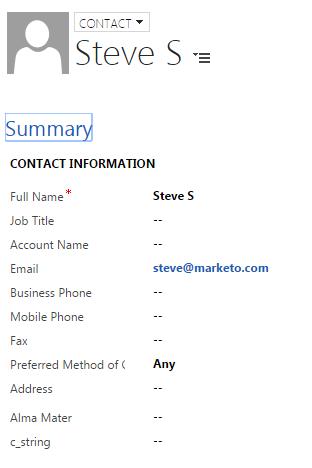 CONTACT
Steve S
Summary
CONTACT INFORMATION
Full Name* Steve S
Job Title --
Account Name --
Email steve@marketo.com
Business Phone --
Mobile Phone --
Fax --
Preferred Method of Any
Address --
Alma Mater --
c_string --